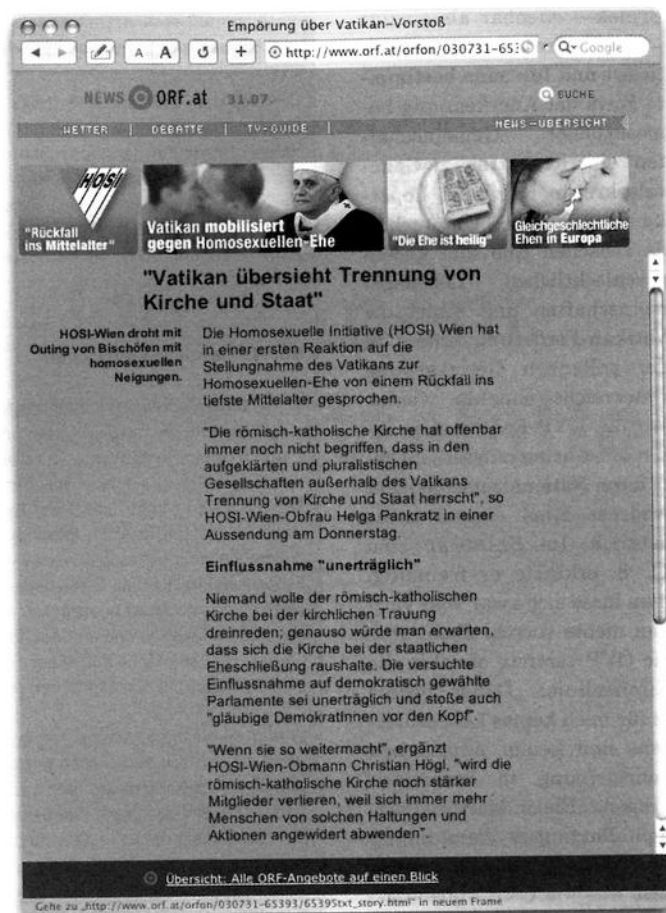 Empörung über Vatikan-Vorstoß
A A
http://www.orf.at/orfon/030731-653
Google
NEWS ORF.at 31.07.
SUCHE
WETTER | DEBATTE | TV-GUIDE |
NEWS-ÜBERSICHT
HOSI
"Rückfall
ins Mittelalter"
Vatikan mobilisiert
gegen Homosexuellen-Ehe
"Die Ehe ist heilig"
Gleichgeschlechtliche
Ehen in Europa
"Vatikan übersieht Trennung von
Kirche und Staat"
HOSI-Wien droht mit
Outing von Bischöfen mit
homosexuellen
Neigungen.
Die Homosexuelle Initiative (HOSI) Wien hat
in einer ersten Reaktion auf die
Stellungnahme des Vatikans zur
Homosexuellen-Ehe von einem Rückfall ins
tiefste Mittelalter gesprochen.
"Die römisch-katholische Kirche hat offenbar
immer noch nicht begriffen, dass in den
aufgeklärten und pluralistischen
Gesellschaften außerhalb des Vatikans
Trennung von Kirche und Staat herrscht", so
HOSI-Wien-Obfrau Helga Pankratz in einer
Aussendung am Donnerstag.
Einflussnahme "unerträglich"
Niemand wolle der römisch-katholischen
Kirche bei der kirchlichen Trauung
dreinreden; genauso würde man erwarten,
dass sich die Kirche bei der staatlichen
Eheschließung raushalte. Die versuchte
Einflussnahme auf demokratisch gewählte
Parlamente sei unerträglich und stoße auch
"gläubige DemokratInnen vor den Kopf".
"Wenn sie so weitermacht", ergänzt
HOSI-Wien-Obmann Christian Högl, "wird die
römisch-katholische Kirche noch stärker
Mitglieder verlieren, weil sich immer mehr
Menschen von solchen Haltungen und
Aktionen angewidert abwenden".
Übersicht: Alle ORF-Angebote auf einen Blick
Gehe zu „http://www.orf.at/orfon/030731-65393/65395txt_story.html" in neuem Frame